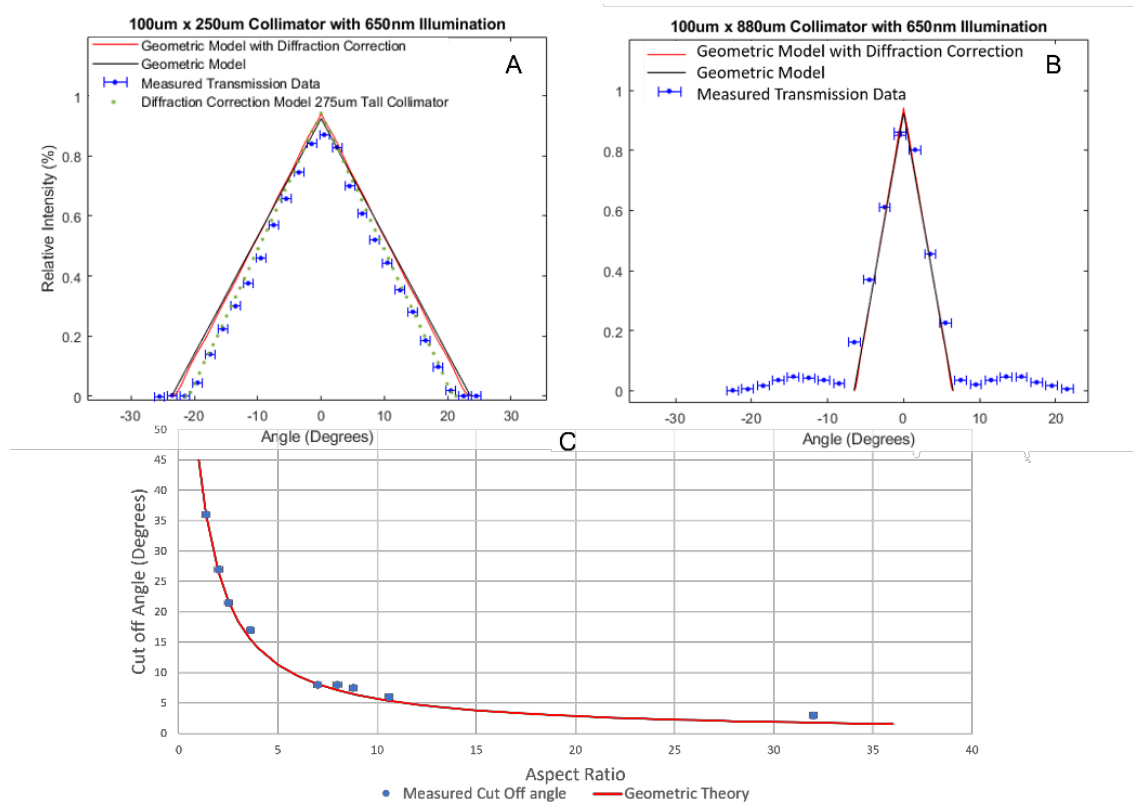 100um x 250um Collimator with 650nm Illumination
Geometric Model with Diffraction Correction
Geometric Model
Measured Transmission Data
Diffraction Correction Model 275um Tall Collimator
A
Relative Intensity (%)
1
0.8
0.6
0.4
0.2
0
-30
-20
-10
0
10
20
30
Angle (Degrees)
100um x 880um Collimator with 650nm Illumination
Geometric Model with Diffraction Correction
Geometric Model
Measured Transmission Data
B
1
0.8
0.6
0.4
0.2
0
-30
-20
-10
0
10
20
Angle (Degrees)
C
Cut off Angle (Degrees)
50
45
40
35
30
25
20
15
10
5
0
0
5
10
15
20
25
30
35
40
Aspect Ratio
Measured Cut Off angle
Geometric Theory